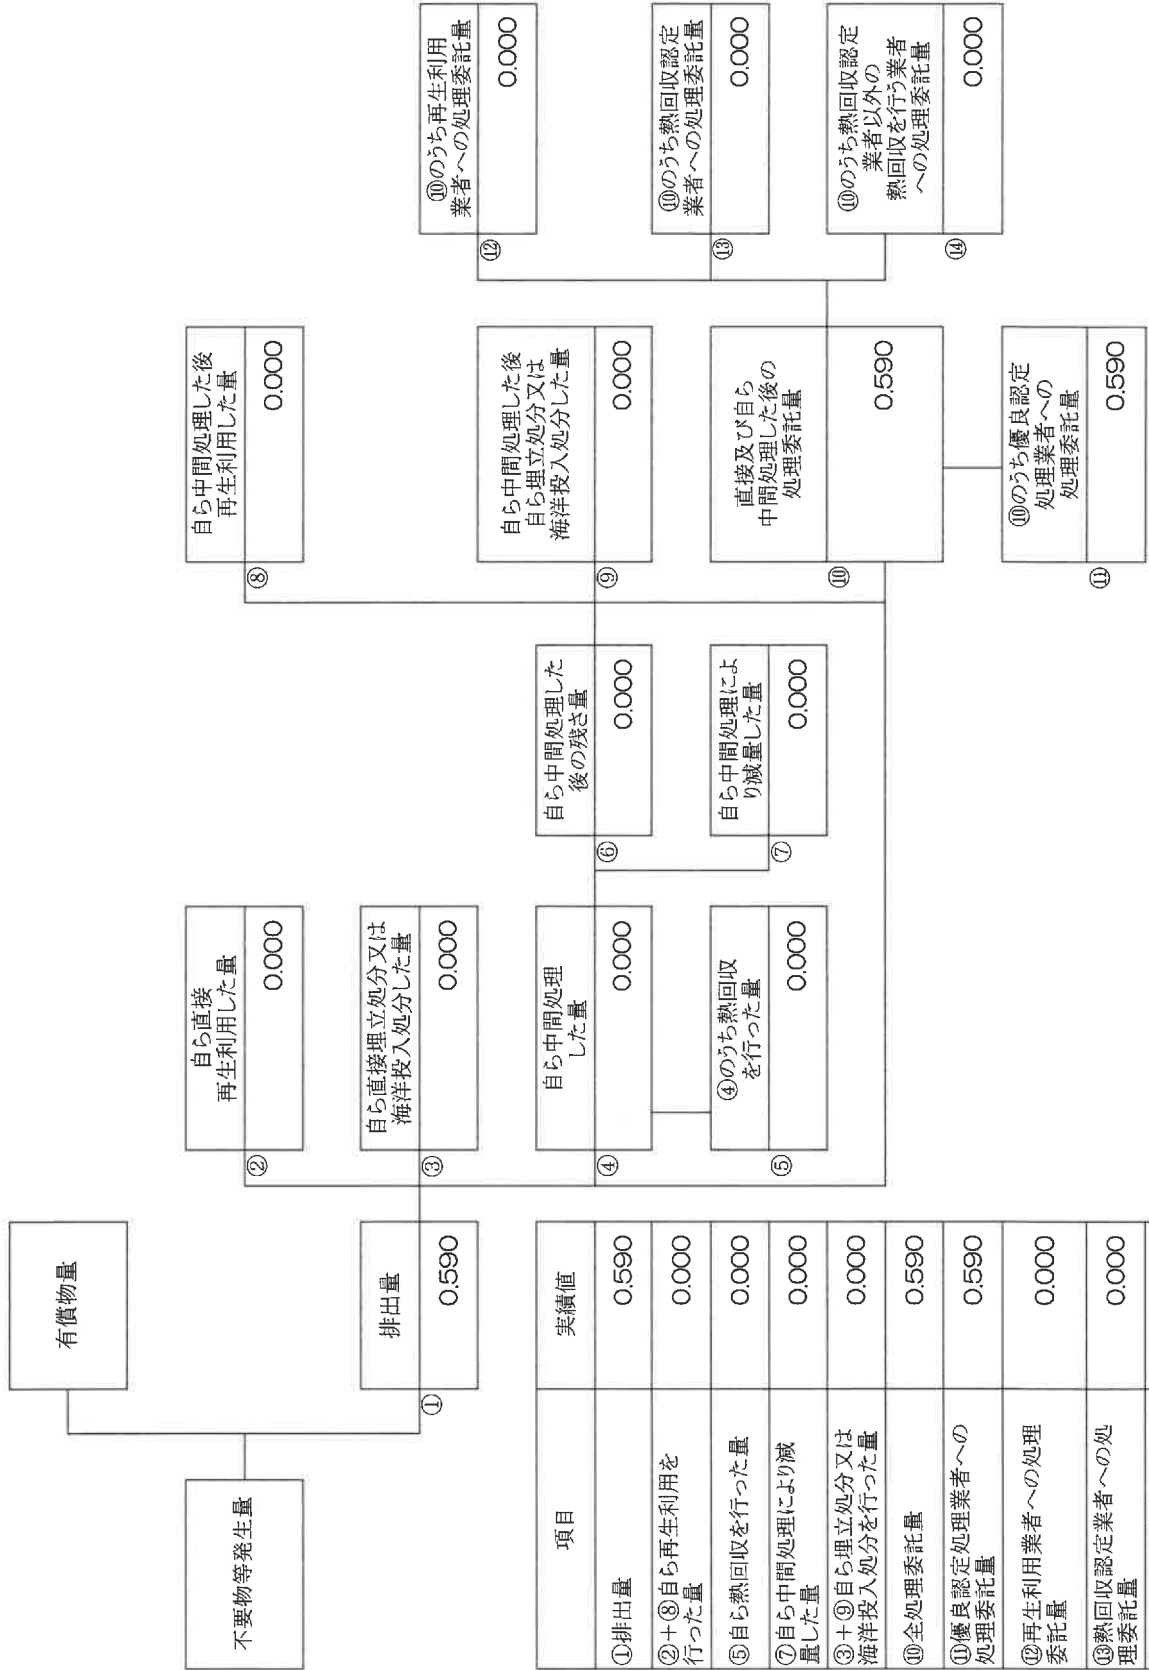 有償物量
不要物等発生量
排出量
①
0.590
自ら直接
再生利用した量
②
0.000
自ら直接埋立処分又は
海洋投入処分した量
③
0.000
自ら中間処理
した量
④
0.000
④のうち熱回収
を行った量
⑤
0.000
自ら中間処理した
後の残さ量
⑥
0.000
自ら中間処理によ
り減量した量
⑦
0.000
自ら中間処理した後
再生利用した量
⑧
0.000
自ら中間処理した後
自ら埋立処分又は
海洋投入処分した量
⑨
0.000
直接及び自ら
中間処理した後の
処理委託量
⑩
0.590
⑩のうち優良認定
処理業者への
処理委託量
⑪
0.590
⑩のうち再生利用
業者への処理委託量
⑫
0.000
⑩のうち熱回収認定
業者への処理委託量
⑬
0.000
⑩のうち熱回収認定
業者以外の
熱回収を行う業者
への処理委託量
⑭
0.000
項目 実績値
①排出量 0.590
②+⑧自ら再生利用を
行った量 0.000
⑤自ら熱回収を行った量 0.000
⑦自ら中間処理により減
量した量 0.000
③+⑨自ら埋立処分又は
海洋投入処分を行った量 0.000
⑩全処理委託量 0.590
⑪優良認定処理業者への
処理委託量 0.590
⑫再生利用業者への処理
委託量 0.000
⑬熱回収認定業者への処
理委託量 0.000